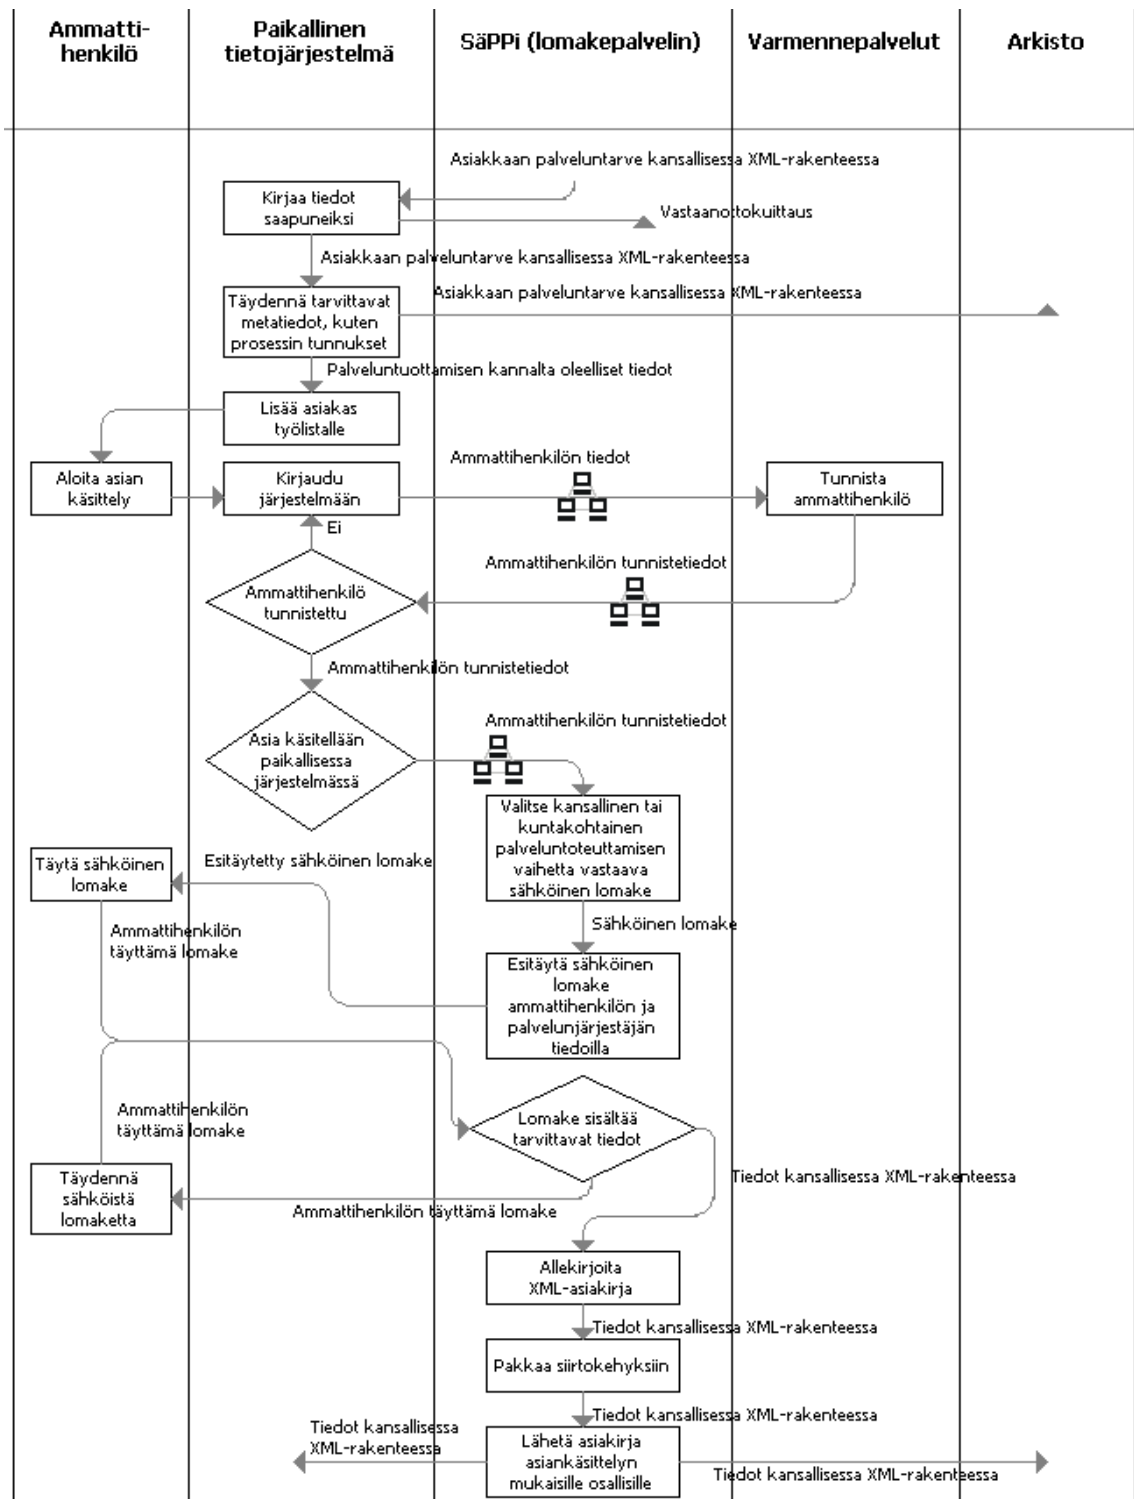 Ammatti-
henkilö
Paikallinen
tietojärjestelmä
SäPPi (lomakepalvelin)
Varmennepalvelut
Arkisto
Asiakkaan palveluntarve kansallisessa XML-rakenteessa
Kirjaa tiedot
saapuneiksi
Vastaanottokuittaus
Asiakkaan palveluntarve kansallisessa XML-rakenteessa
Täydennä tarvittavat
metatiedot, kuten
prosessin tunnukset
Asiakkaan palveluntarve kansallisessa XML-rakenteessa
Palveluntuottamisen kannalta oleelliset tiedot
Lisää asiakas
työlistalle
Aloita asian
käsittely
Kirjaudu
järjestelmään
Ammattihenkilön tiedot
Tunnista
ammattihenkilö
Ei
Ammattihenkilön tunnistetiedot
Ammattihenkilö
tunnistettu
Ammattihenkilön tunnistetiedot
Asia käsitellään
paikallisessa
järjestelmässä
Ammattihenkilön tunnistetiedot
Valitse kansallinen tai
kuntakohtainen
palveluntoteuttamisen
vaihetta vastaava
sähköinen lomake
Esitäytetty sähköinen lomake
Täytä sähköinen
lomake
Sähköinen lomake
Ammattihenkilön
täyttämä lomake
Esitäytä sähköinen
lomake
ammattihenkilön ja
palvelunjärjestäjän
tiedoilla
Ammattihenkilön
täyttämä lomake
Lomake sisältää
tarvittavat tiedot
Tiedot kansallisessa XML-rakenteessa
Täydennä
sähköistä
lomaketta
Ammattihenkilön täyttämä lomake
Allekirjoita
XML-asiakirja
Tiedot kansallisessa XML-rakenteessa
Pakkaa siirtokehyksiin
Tiedot kansallisessa XML-rakenteessa
Tiedot kansallisessa
XML-rakenteessa
Lähetä asiakirja
asiankäsittelyn
mukaisille osallisille
Tiedot kansallisessa XML-rakenteessa